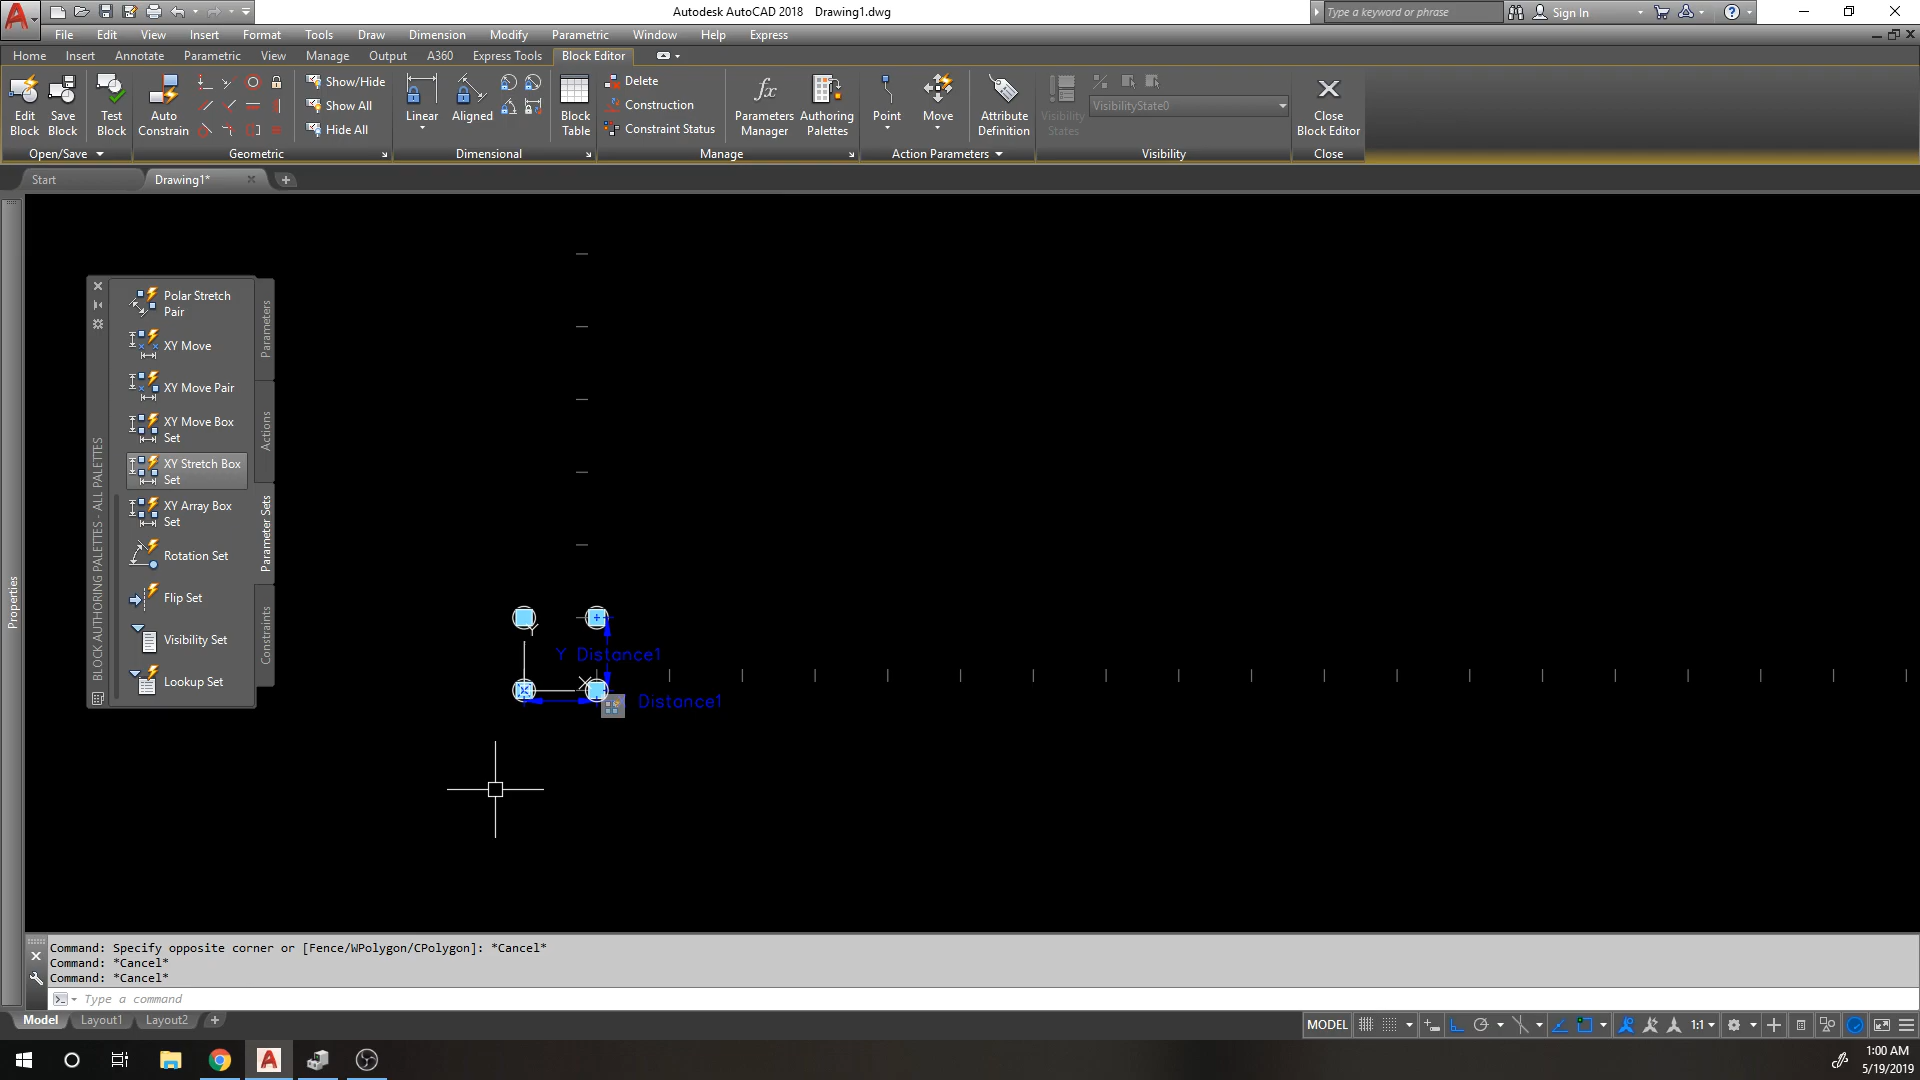 Autodesk AutoCAD 2018 Drawing1.dwg
Type a keyword or phrase
Sign In
File Edit View Insert Format Tools Draw Dimension Modify Parametric Window Help Express
Home Insert Annotate Parametric View Manage Output A360 Express Tools Block Editor
Edit Block
Save Block
Test Block
Auto Constrain
Show/Hide
Show All
Hide All
Linear
Aligned
Block Table
Delete
Construction
Constraint Status
fx
Parameters Manager
Authoring Palettes
Point
Move
Attribute Definition
Visibility States
VisibilityState0
Close Block Editor
Open/Save
Geometric
Dimensional
Manage
Action Parameters
Visibility
Close
Start
Drawing1*
Properties
BLOCK AUTHORING PALETTES - ALL PALETTES
Polar Stretch
Pair
XY Move
XY Move Pair
XY Move Box
Set
XY Stretch Box
Set
XY Array Box
Set
Rotation Set
Flip Set
Visibility Set
Lookup Set
Parameters
Actions
Parameter Sets
Constraints
Y
Y Distance1
X
Distance1
Command: Specify opposite corner or [Fence/WPolygon/CPolygon]: *Cancel*
Command: *Cancel*
Command: *Cancel*
Type a command
Model Layout1 Layout2
MODEL
1:1
1:00 AM
5/19/2019